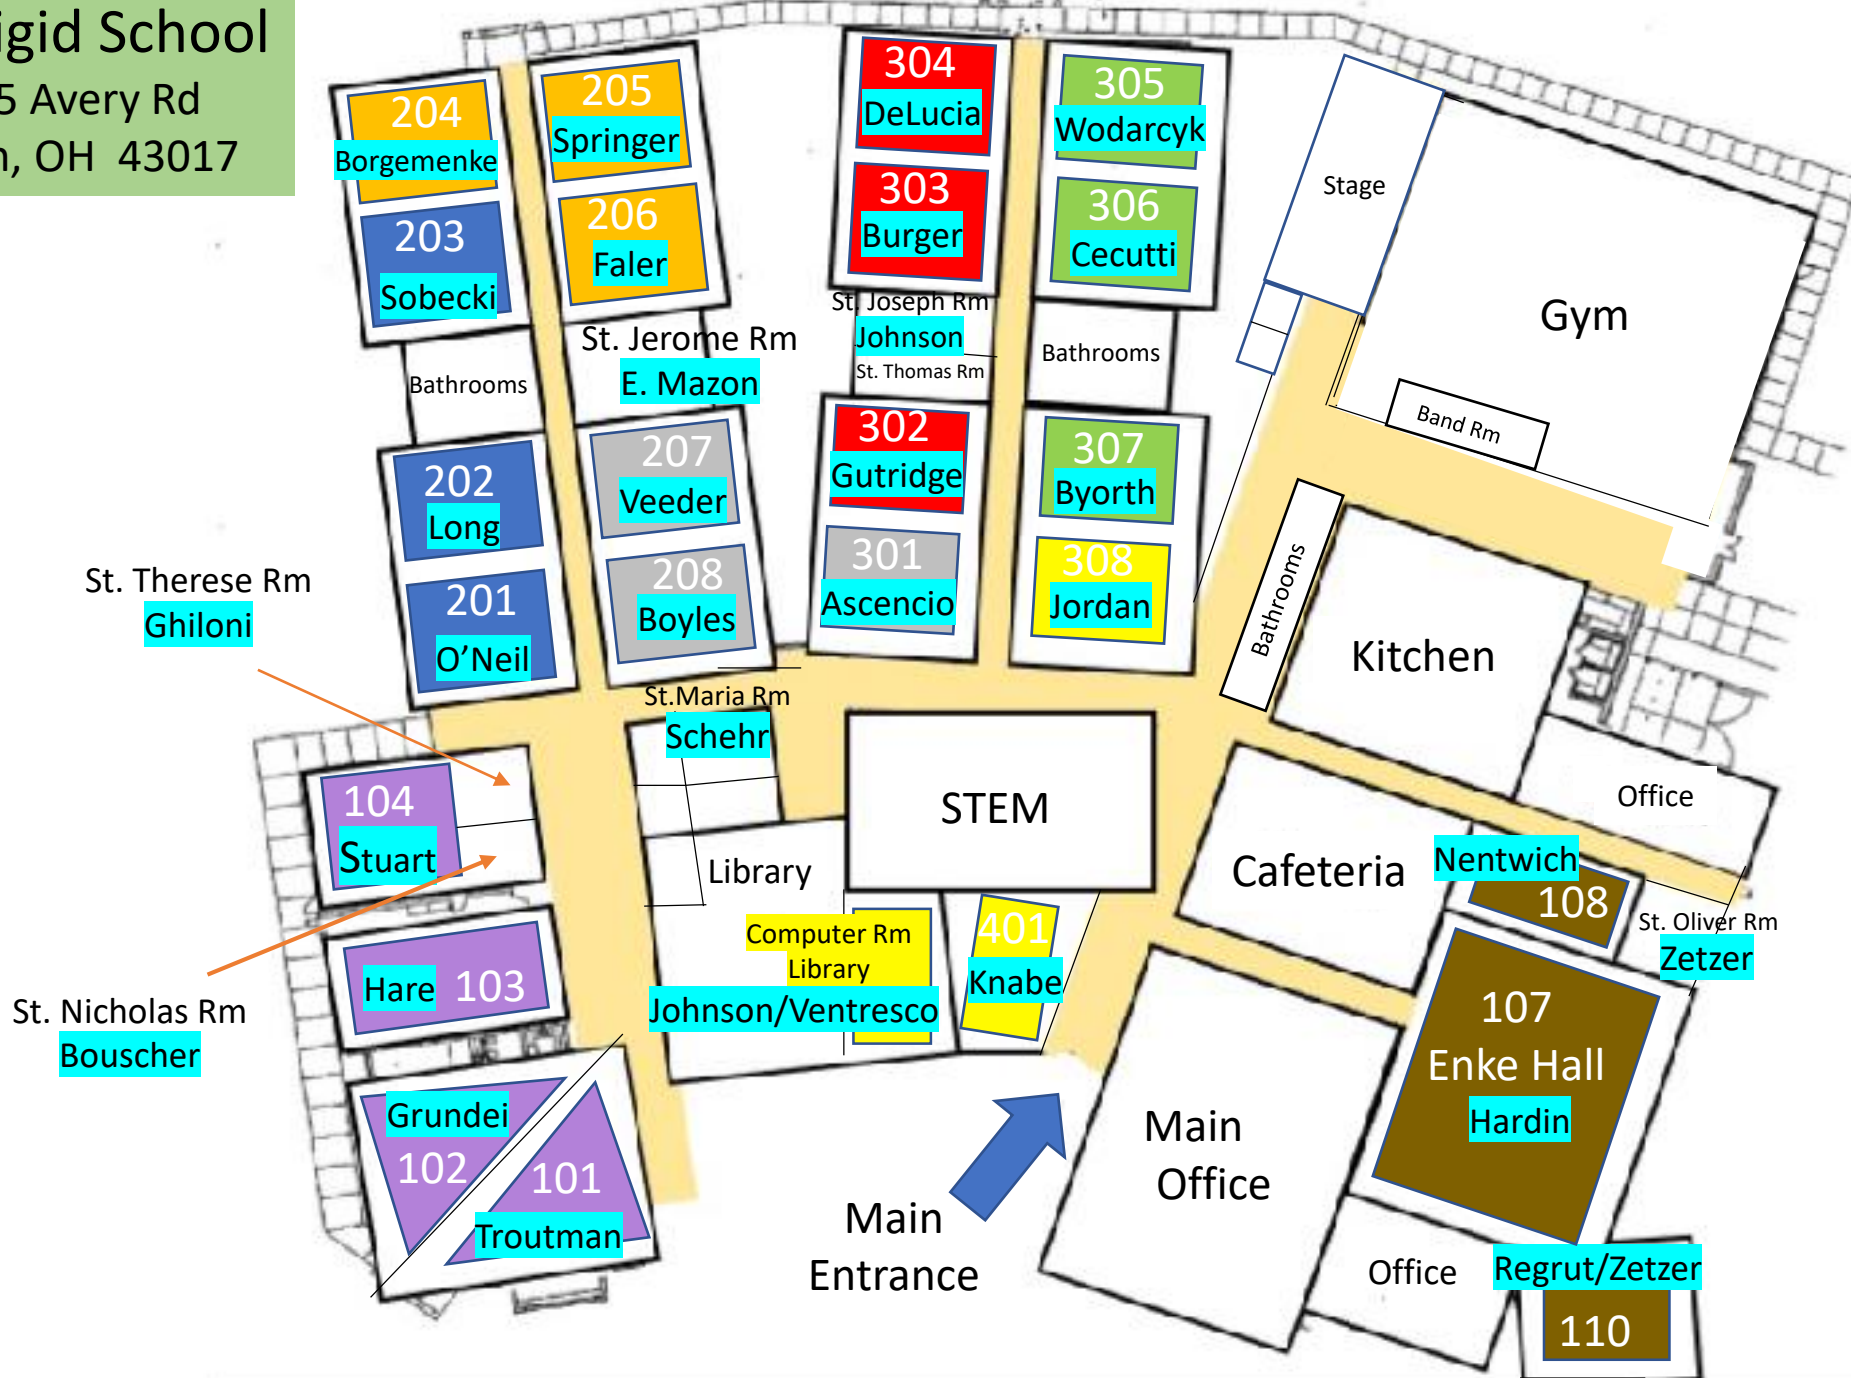 igid School
5 Avery Rd
n, OH 43017
204
Borgemenke
203
Sobecki
Bathrooms
202
Long
201
O'Neil
205
Springer
206
Faler
St. Jerome Rm
E. Mazon
207
Veeder
208
Boyles
304
DeLucia
303
Burger
St. Joseph Rm
Johnson
St. Thomas Rm
302
Gutridge
301
Ascencio
305
Wodarcyk
306
Cecutti
Bathrooms
307
Byorth
308
Jordan
Stage
Gym
Band Rm
Bathrooms
Kitchen
Office
St. Therese Rm
Ghiloni
St.Maria Rm
Schehr
104
Stuart
STEM
Library
Cafeteria
Nentwich
108
St. Oliver Rm
Zetzer
Computer Rm
Library
Johnson/Ventresco
401
Knabe
Hare 103
St. Nicholas Rm
Bouscher
107
Enke Hall
Hardin
Grundei
102
101
Troutman
Main
Office
Main
Entrance
Office
Regrut/Zetzer
110